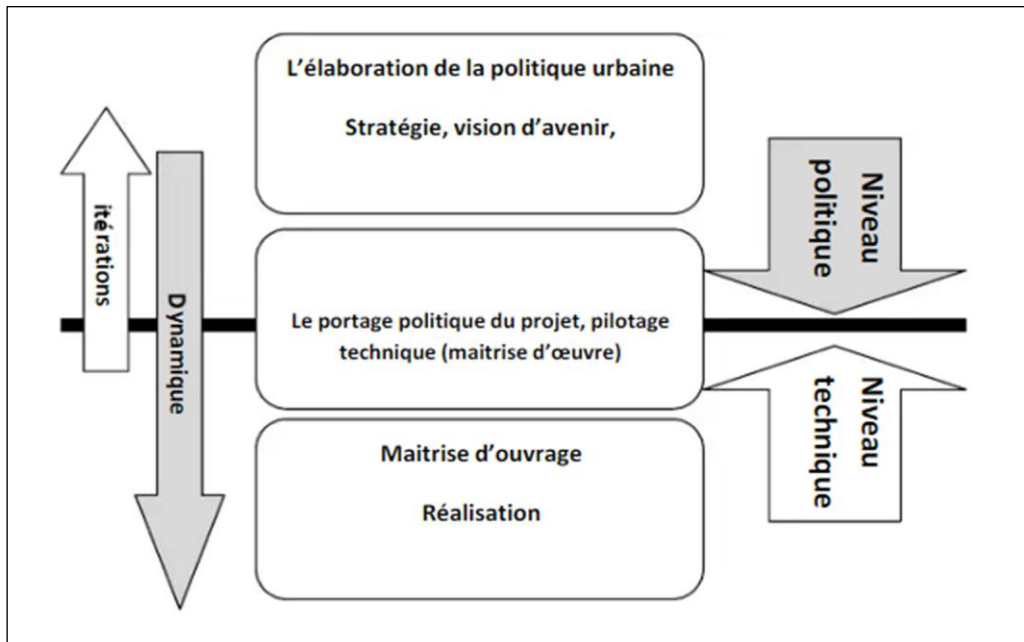 L'élaboration de la politique urbaine
Stratégie, vision d'avenir,
itérations
Dynamique
Le portage politique du projet, pilotage
technique (maitrise d'œuvre)
Maitrise d'ouvrage
Réalisation
Niveau
politique
Niveau
technique